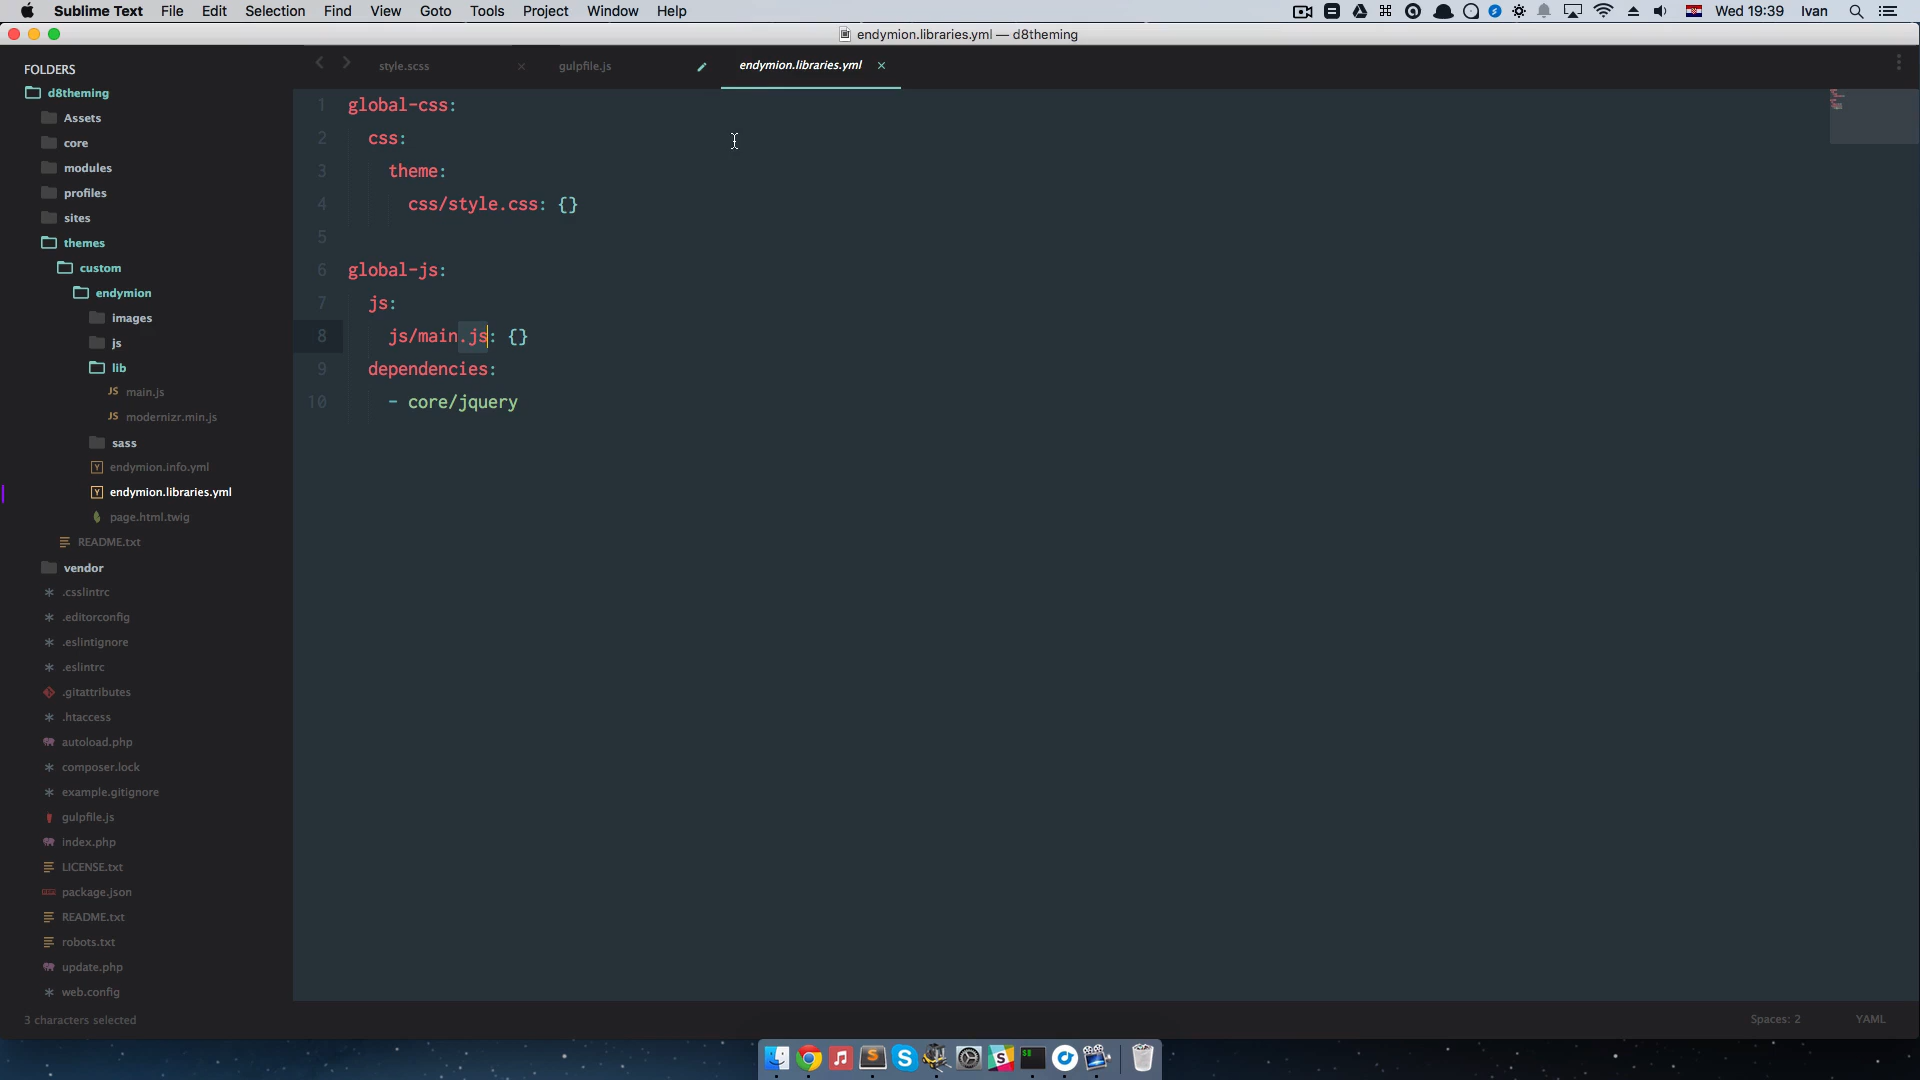 Sublime Text File Edit Selection Find View Goto Tools Project Window Help Wed 19:39 Ivan
endymion.libraries.yml — d8theming
FOLDERS
d8theming
Assets
core
modules
profiles
sites
themes
custom
endymion
images
js
lib
JS main.js
JS modernizr.min.js
sass
Y endymion.info.yml
Y endymion.libraries.yml
page.html.twig
README.txt
vendor
.csslintrc
.editorconfig
.eslintignore
.eslintrc
.gitattributes
.htaccess
autoload.php
composer.lock
example.gitignore
gulpfile.js
index.php
LICENSE.txt
package.json
README.txt
robots.txt
update.php
web.config
style.scss gulpfile.js endymion.libraries.yml
1 global-css:
2 css:
3 theme:
4 css/style.css: {}
5
6 global-js:
7 js:
8 js/main.js: {}
9 dependencies:
10 - core/jquery
3 characters selected Spaces: 2 YAML